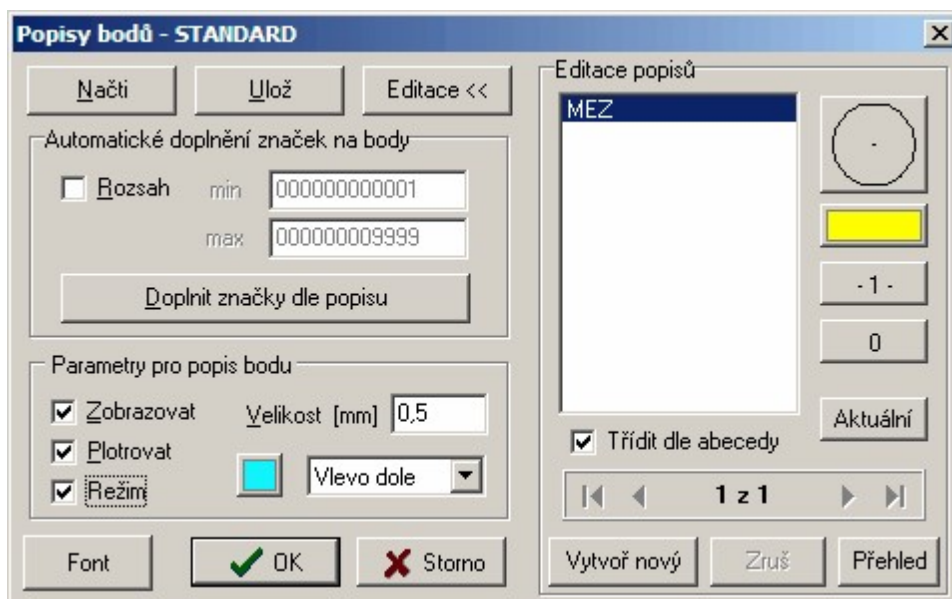 Popisy bodů - STANDARD
Načti
Ulož
Editace <<
Automatické doplnění značek na body
Rozsah
min
000000000001
max
000000009999
Doplnit značky dle popisu
Parametry pro popis bodu
Zobrazovat
Velikost [mm]
0,5
Plotrovat
Režim
Vlevo dole
Font
OK
Storno
Editace popisů
MEZ
-
- 1 -
0
Aktuální
Třídit dle abecedy
1 z 1
Vytvoř nový
Zruš
Přehled